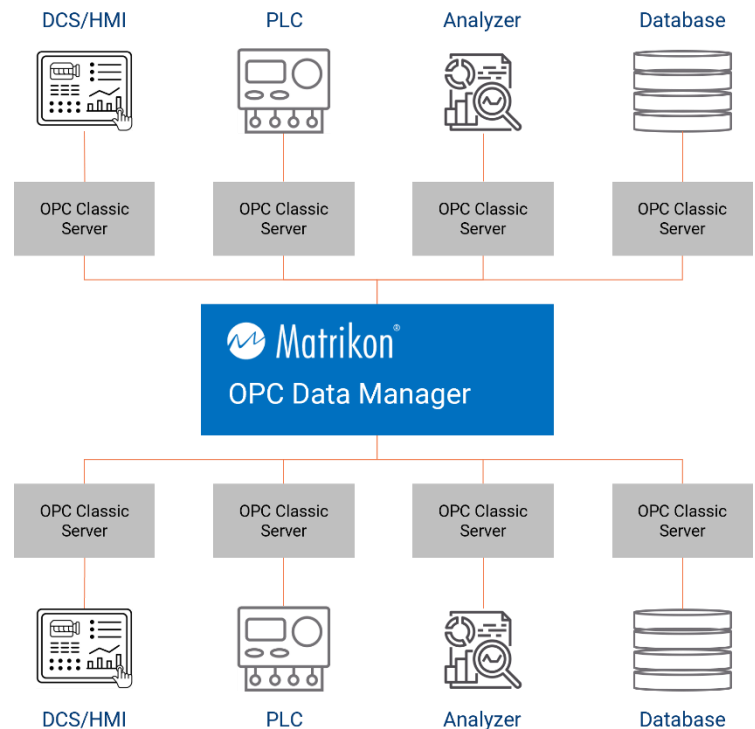 DCS/HMI
PLC
Analyzer
Database
OPC Classic
Server
OPC Classic
Server
OPC Classic
Server
OPC Classic
Server
Matrikon®
OPC Data Manager
OPC Classic
Server
OPC Classic
Server
OPC Classic
Server
OPC Classic
Server
DCS/HMI
PLC
Analyzer
Database